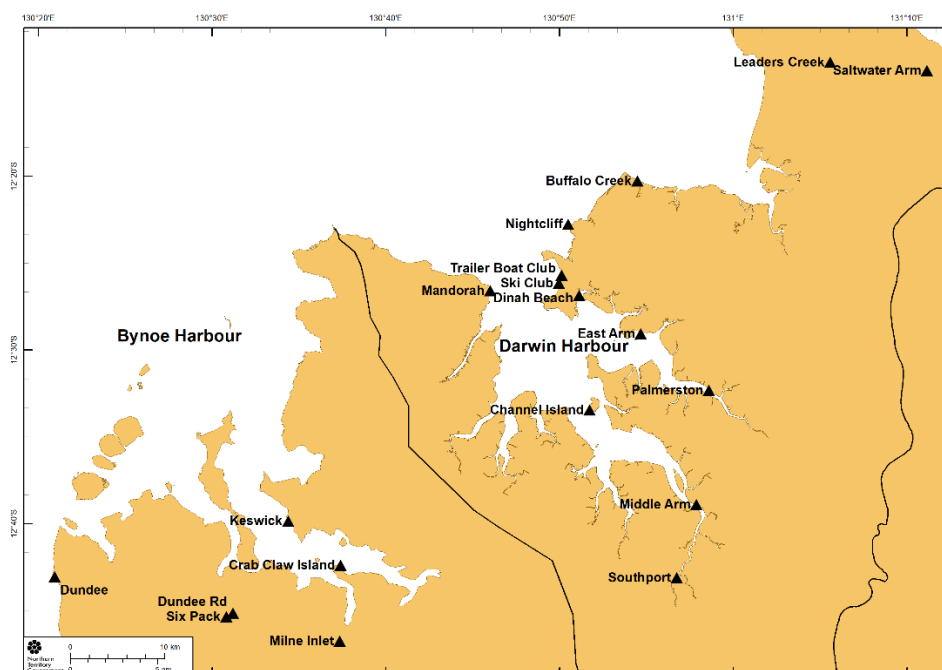 130°20'E
130°30'E
130°40'E
130°50'E
131°E
131°10'E
Leaders Creek
Saltwater Arm
12°20'S
Buffalo Creek
Nightcliff
Trailer Boat Club
Ski Club
Mandorah
Dinah Beach
Bynoe Harbour
East Arm
Darwin Harbour
12°30'S
Palmerston
Channel Island
Middle Arm
12°40'S
Keswick
Crab Claw Island
Southport
Dundee
Dundee Rd
Six Pack
Milne Inlet
0 10 km
Northern
Territory
0